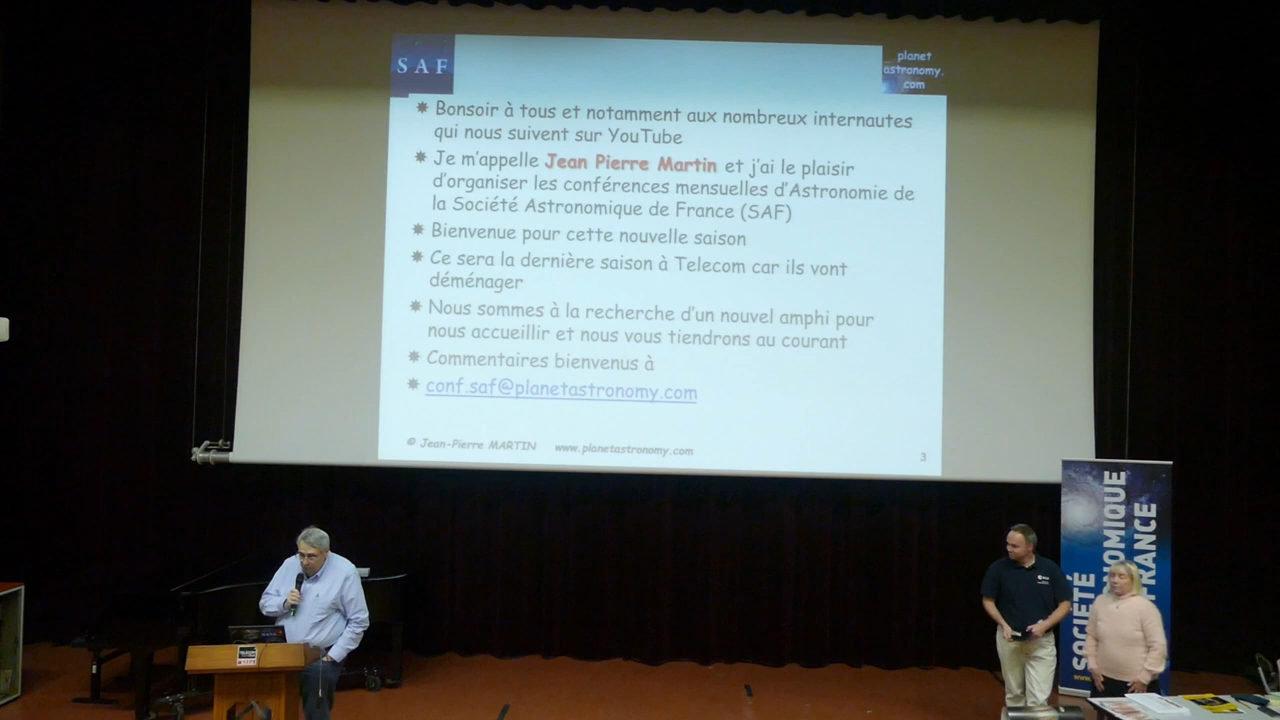 SAF
planet
astronomy.
com
Bonsoir à tous et notamment aux nombreux internautes
qui nous suivent sur YouTube
Je m'appelle Jean Pierre Martin et j'ai le plaisir
d'organiser les conférences mensuelles d'Astronomie de
la Société Astronomique de France (SAF)
Bienvenue pour cette nouvelle saison
Ce sera la dernière saison à Telecom car ils vont
déménager
Nous sommes à la recherche d'un nouvel amphi pour
nous accueillir et nous vous tiendrons au courant
Commentaires bienvenus à
conf.saf@planetastronomy.com
© Jean-Pierre MARTIN www.planetastronomy.com
3
SOCIÉTÉ
ONOMIQUE
FRANCE
www.